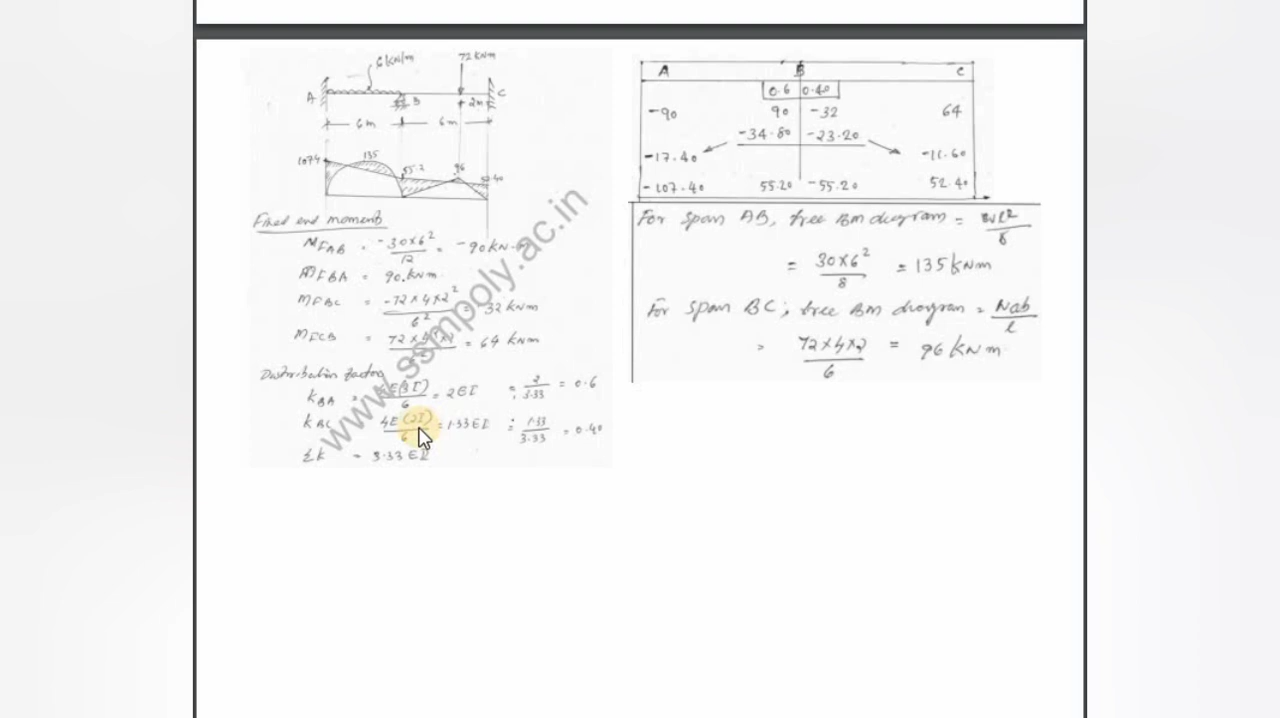 6 kN/m
72 kNm
A B C
2m
6m 6m
107.4 135 55.2 96 52.40
Fixed end moments
MFAB = -30×6² / 12 = -90 kN.m
MFBA = 90.kNm
MFBC = -72×4×2² / 6² = 32 kNm
MFCB = 72×4²×2 / 6² = 64 kNm
Distribution factor
kBA = 4E(3I) / 6 = 2EI = 2 / 3.33 = 0.6
kBC 4E(2I) / 6 = 1.33EI = 1.33 / 3.33 = 0.40
Σk = 3.33 EI
www.ssmpoly.ac.in
A B C
0.6 0.40
-90 90 -32 64
-34.80 -23.20
-17.40 -11.60
-107.40 55.20 -55.20 52.40
For span AB, free BM diagram = wl² / 8
= 30×6² / 8 = 135 kNm
For span BC; free BM diagram = Wab / l
= 72×4×2 / 6 = 96 kNm